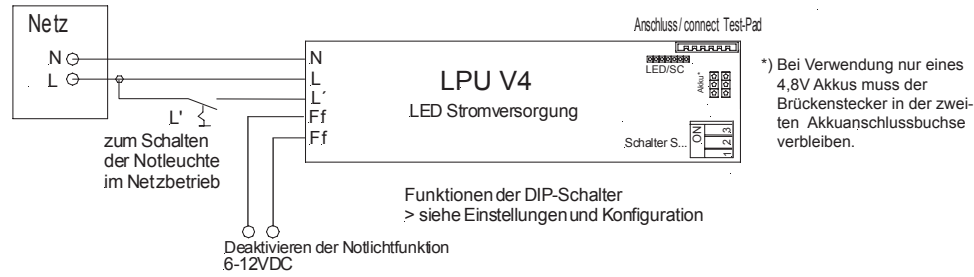 Netz
N
L
L'
zum Schalten
der Notleuchte
im Netzbetrieb
N
L
L´
Ff
Ff
LPU V4
LED Stromversorgung
Anschluss / connect Test-Pad
LED/SC
Akku*
Schalter S...
ON
1 2 3
*) Bei Verwendung nur eines
4,8V Akkus muss der
Brückenstecker in der zwei-
ten Akkuanschlussbuchse
verbleiben.
Funktionen der DIP-Schalter
> siehe Einstellungen und Konfiguration
Deaktivieren der Notlichtfunktion
6-12VDC